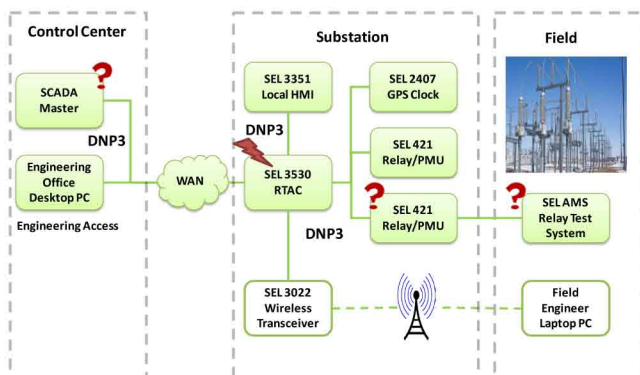 Control Center
Substation
Field
SCADA
Master
?
DNP3
Engineering
Office
Desktop PC
Engineering Access
WAN
SEL 3351
Local HMI
DNP3
SEL 3530
RTAC
DNP3
SEL 3022
Wireless
Transceiver
SEL 2407
GPS Clock
SEL 421
Relay/PMU
?
SEL 421
Relay/PMU
?
SEL AMS
Relay Test
System
Field
Engineer
Laptop PC